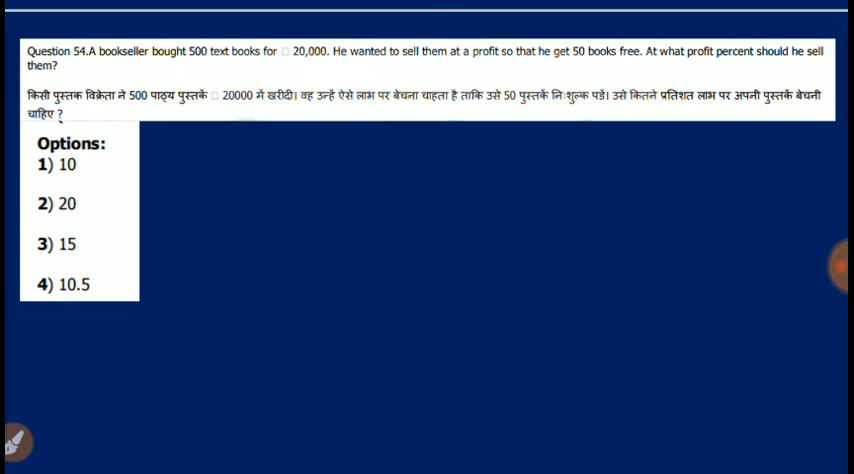 Question 54.A bookseller bought 500 text books for □ 20,000. He wanted to sell them at a profit so that he get 50 books free. At what profit percent should he sell
them?
किसी पुस्तक विक्रेता ने 500 पाठ्य पुस्तकें □ 20000 में खरीदी। वह उन्हें ऐसे लाभ पर बेचना चाहता है ताकि उसे 50 पुस्तकें निःशुल्क पडें। उसे कितने प्रतिशत लाभ पर अपनी पुस्तकें बेचनी
चाहिए ?
Options:
1) 10
2) 20
3) 15
4) 10.5